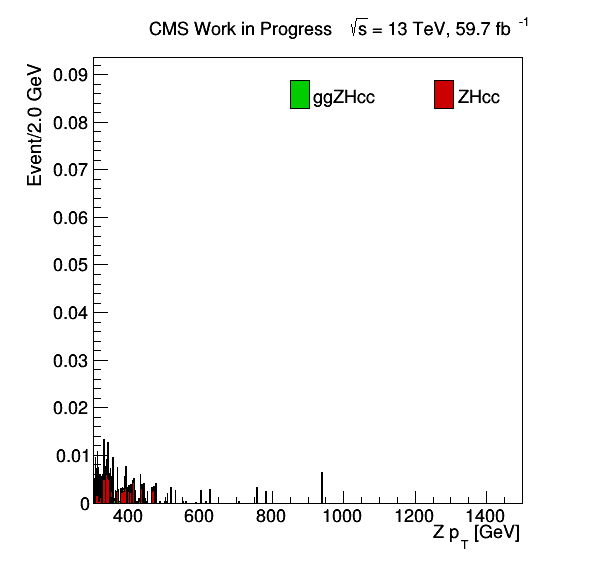 CMS Work in Progress √s = 13 TeV, 59.7 fb⁻¹
Event/2.0 GeV
ggZHcc ZHcc
0.09
0.08
0.07
0.06
0.05
0.04
0.03
0.02
0.01
0
400 600 800 1000 1200 1400
Z p_T [GeV]